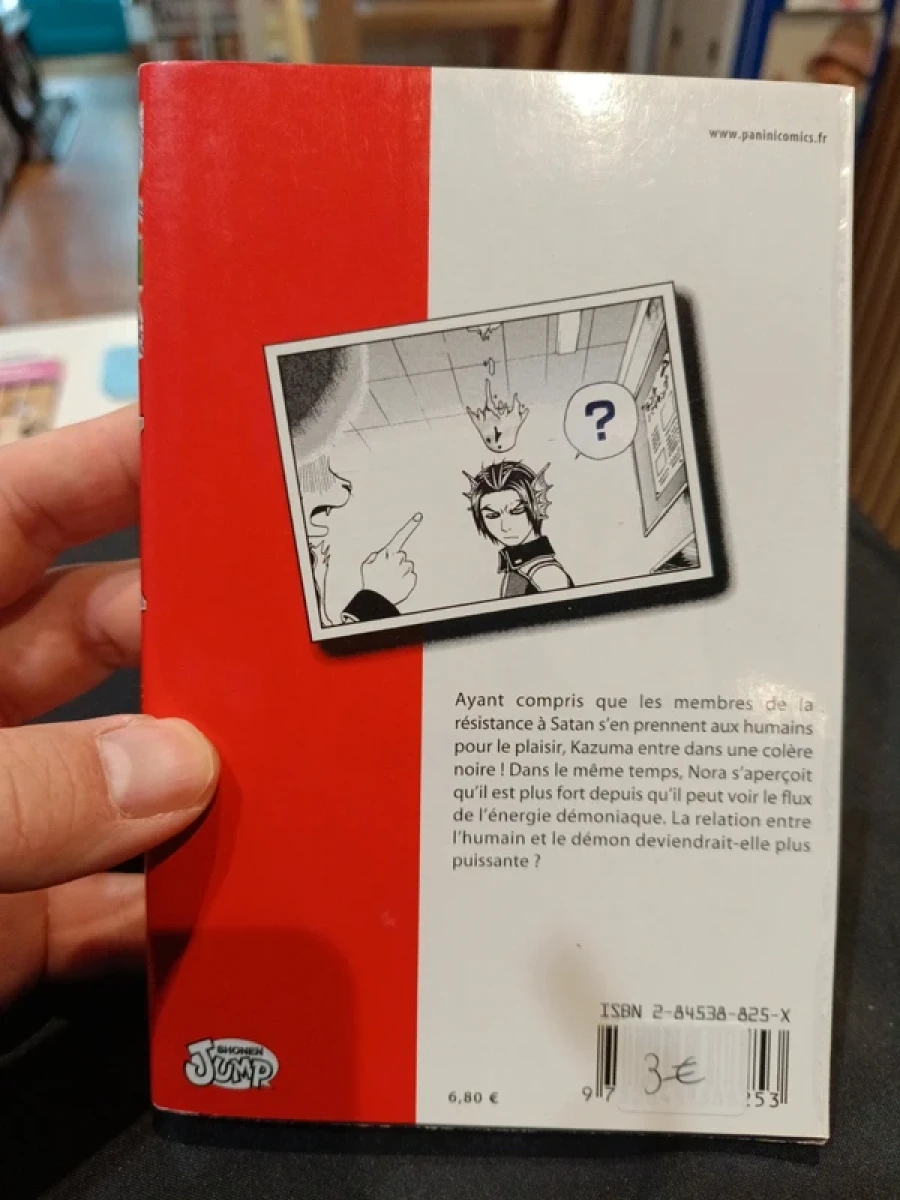 www.paninicomics.fr
?
Ayant compris que les membres de la
résistance à Satan s'en prennent aux humains
pour le plaisir, Kazuma entre dans une colère
noire ! Dans le même temps, Nora s'aperçoit
qu'il est plus fort depuis qu'il peut voir le flux
de l'énergie démoniaque. La relation entre
l'humain et le démon deviendrait-elle plus
puissante ?
ISBN 2-84538-825-X
3 €
SHONEN
JUMP
6,80 €
9 7 253